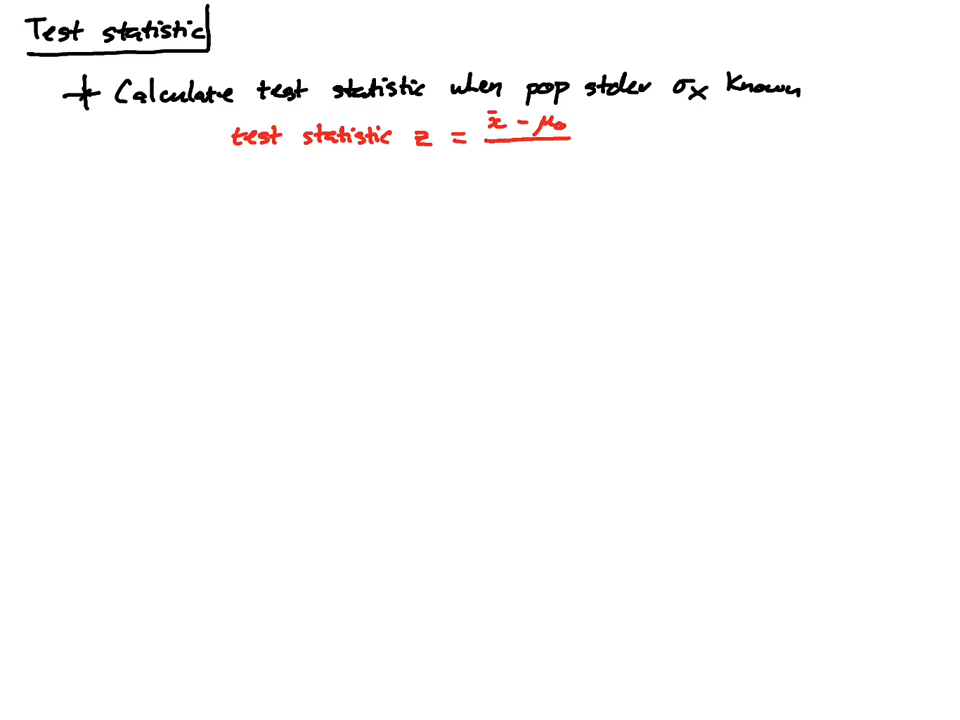 Test statistic
Calculate test statistic when pop stdev σx known
test statistic z = x̄ - μ₀